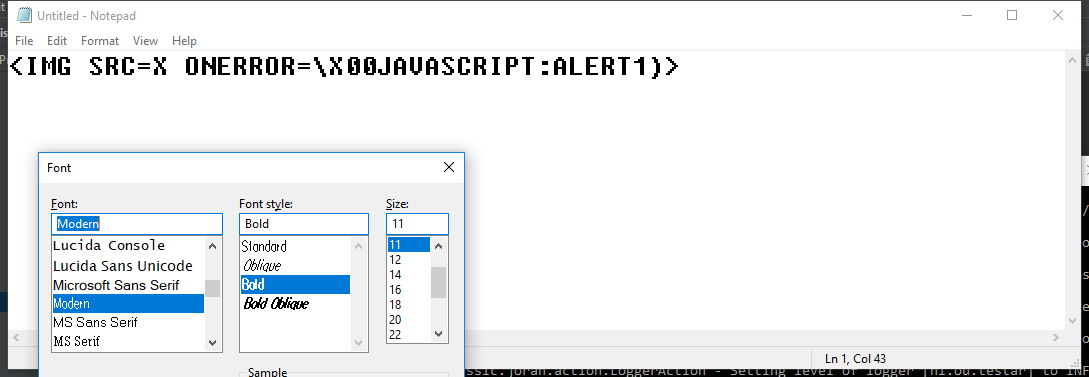 Untitled - Notepad
File Edit Format View Help
<IMG SRC=X ONERROR=\X00JAVASCRIPT:ALERT1)>
Font
Font: Font style: Size:
Modern Bold 11
Lucida Console Standard 11
Lucida Sans Unicode Oblique 12
Microsoft Sans Serif Bold 14
Modern Bold Oblique 16
MS Sans Serif 18
MS Serif 20
22
Ln 1, Col 43
Sample
ssic.joran.action.LoggerAction - Setting level of logger [nl.ou.testar] to INF